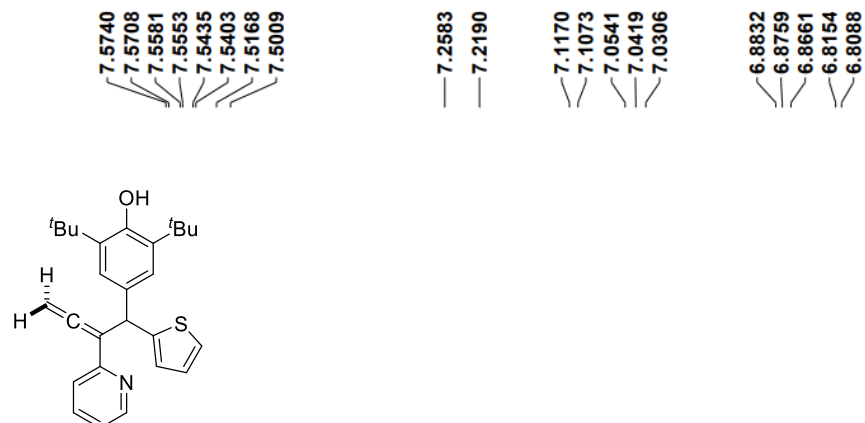 7.5740
7.5708
7.5581
7.5553
7.5435
7.5403
7.5168
7.5009
7.2583
7.2190
7.1170
7.1073
7.0541
7.0419
7.0306
6.8832
6.8759
6.8661
6.8154
6.8088
OH
tBu
tBu
H
S
H
C
N